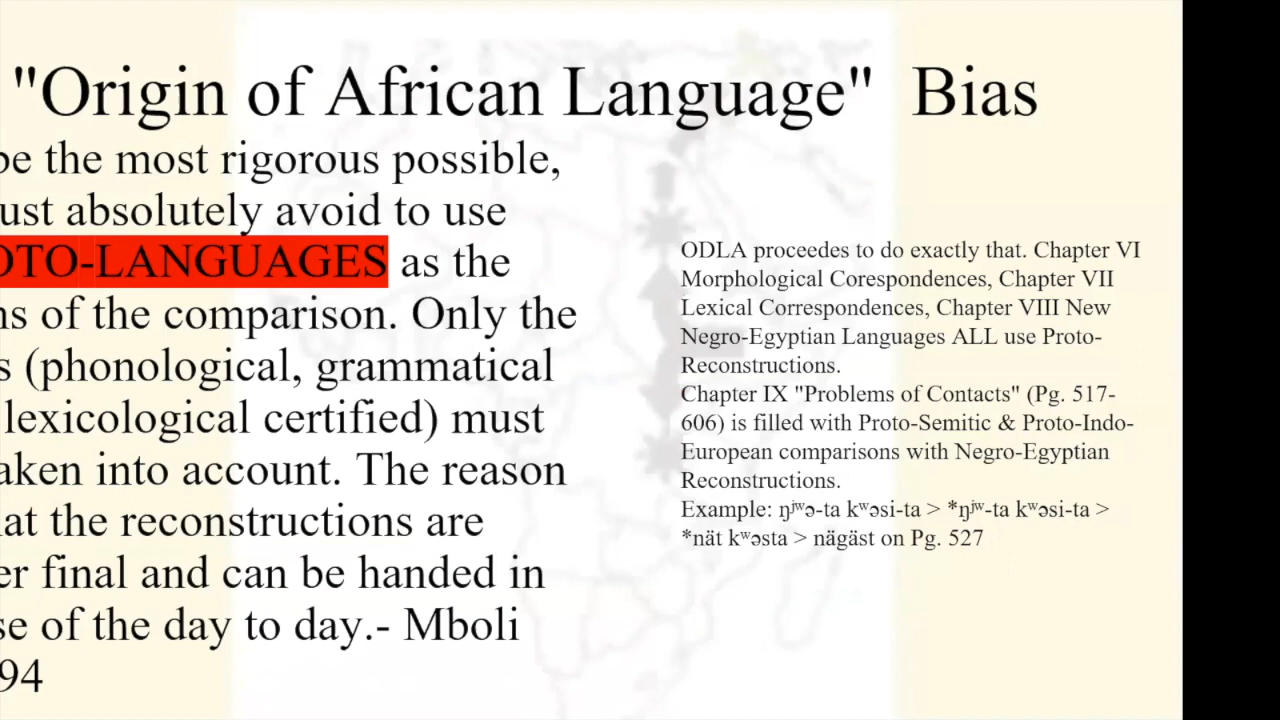 "Origin of African Language" Bias
be the most rigorous possible,
ust absolutely avoid to use
OTO-LANGUAGES as the
ns of the comparison. Only the
s (phonological, grammatical
lexicological certified) must
aken into account. The reason
at the reconstructions are
er final and can be handed in
se of the day to day.- Mboli
94
ODLA proceedes to do exactly that. Chapter VI
Morphological Corespondences, Chapter VII
Lexical Correspondences, Chapter VIII New
Negro-Egyptian Languages ALL use Proto-
Reconstructions.
Chapter IX "Problems of Contacts" (Pg. 517-
606) is filled with Proto-Semitic & Proto-Indo-
European comparisons with Negro-Egyptian
Reconstructions.
Example: ŋʲʷɔ-ta kʷɔsi-ta > *ŋʲʷ-ta kʷɔsi-ta >
*nät kʷɔsta > nägäst on Pg. 527